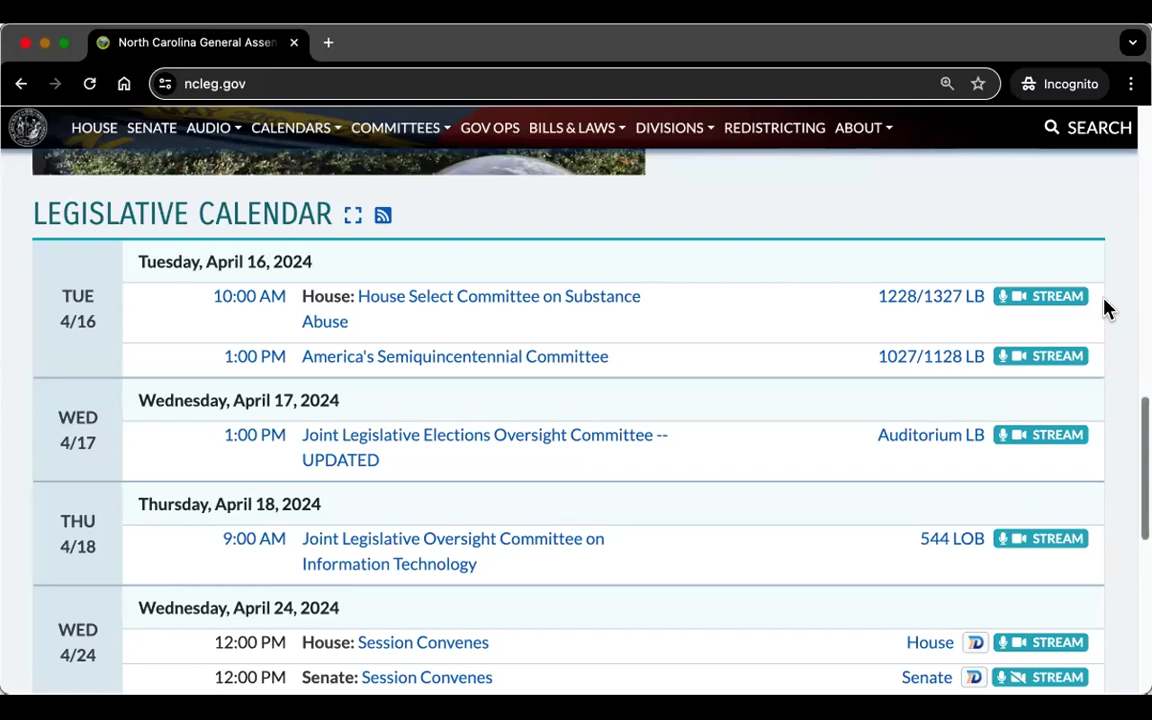 North Carolina General Assen
ncleg.gov
Incognito
HOUSE SENATE AUDIO CALENDARS COMMITTEES GOV OPS BILLS & LAWS DIVISIONS REDISTRICTING ABOUT SEARCH
LEGISLATIVE CALENDAR
Tuesday, April 16, 2024
TUE
4/16
10:00 AM House: House Select Committee on Substance 1228/1327 LB STREAM
Abuse
1:00 PM America's Semiquincentennial Committee 1027/1128 LB STREAM
Wednesday, April 17, 2024
WED
4/17
1:00 PM Joint Legislative Elections Oversight Committee -- Auditorium LB STREAM
UPDATED
Thursday, April 18, 2024
THU
4/18
9:00 AM Joint Legislative Oversight Committee on 544 LOB STREAM
Information Technology
Wednesday, April 24, 2024
WED
4/24
12:00 PM House: Session Convenes House D STREAM
12:00 PM Senate: Session Convenes Senate D STREAM